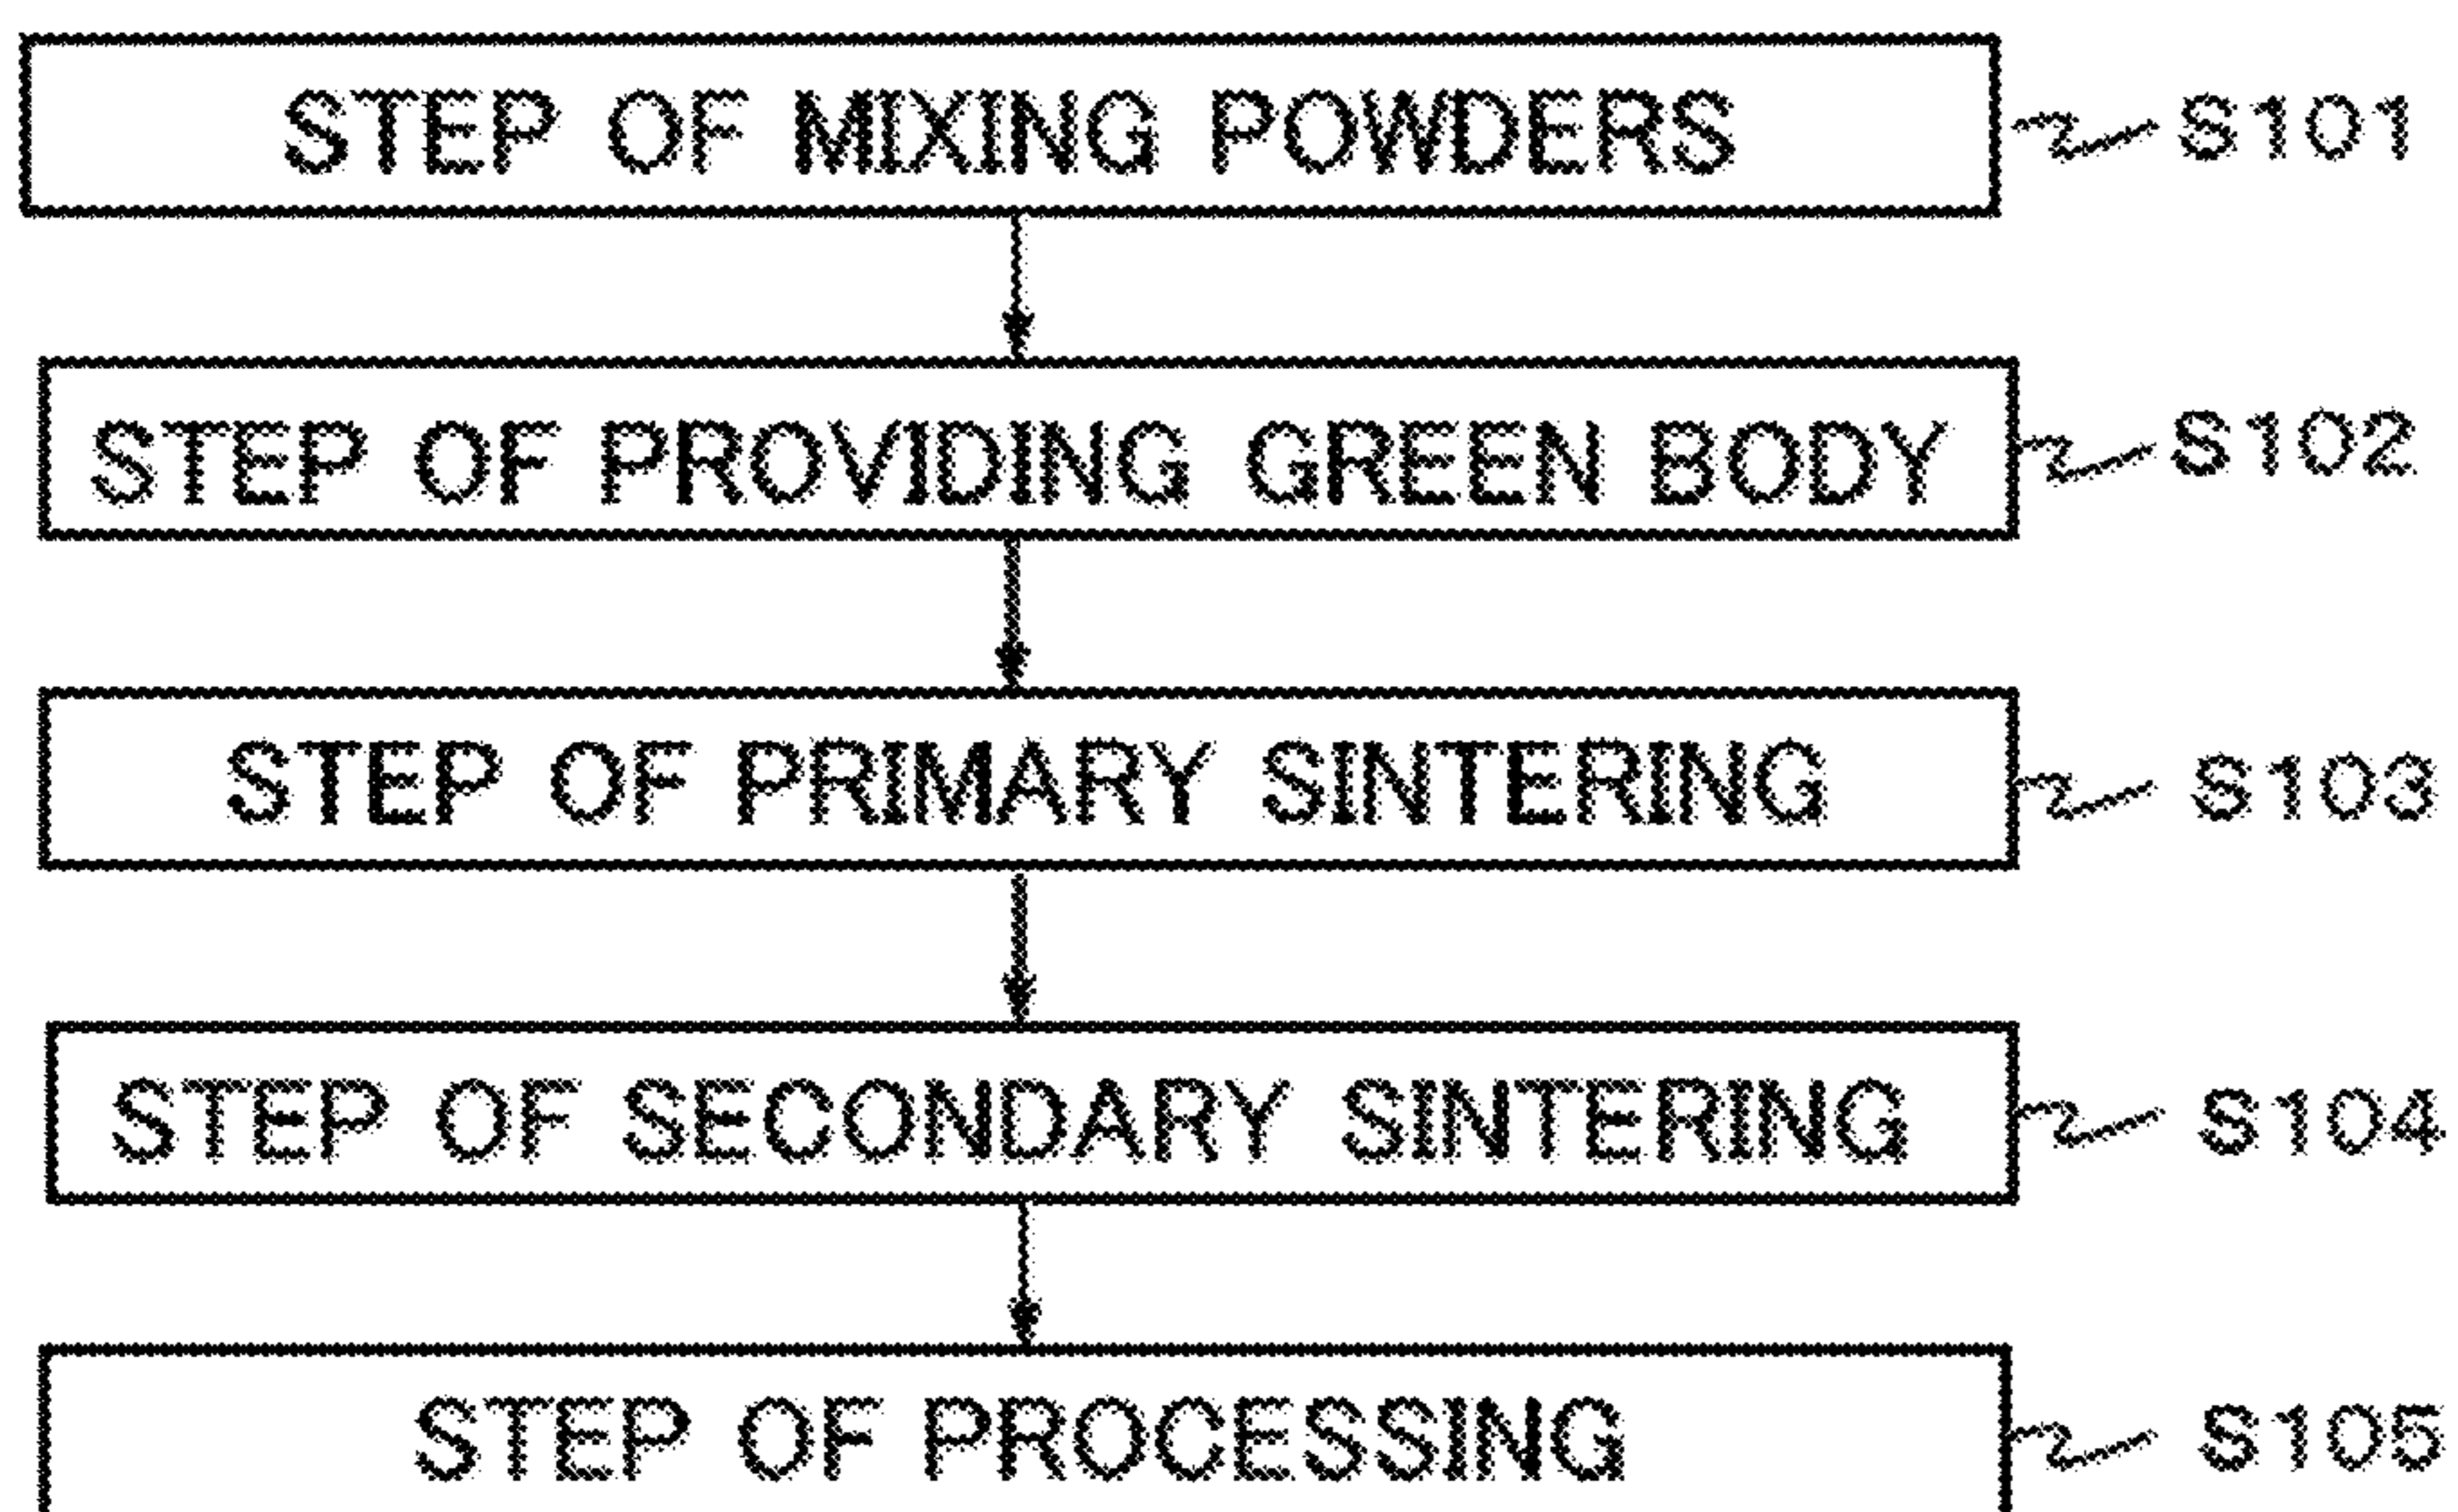 STEP OF MIXING POWDERS S101
STEP OF PROVIDING GREEN BODY S102
STEP OF PRIMARY SINTERING S103
STEP OF SECONDARY SINTERING S104
STEP OF PROCESSING S105